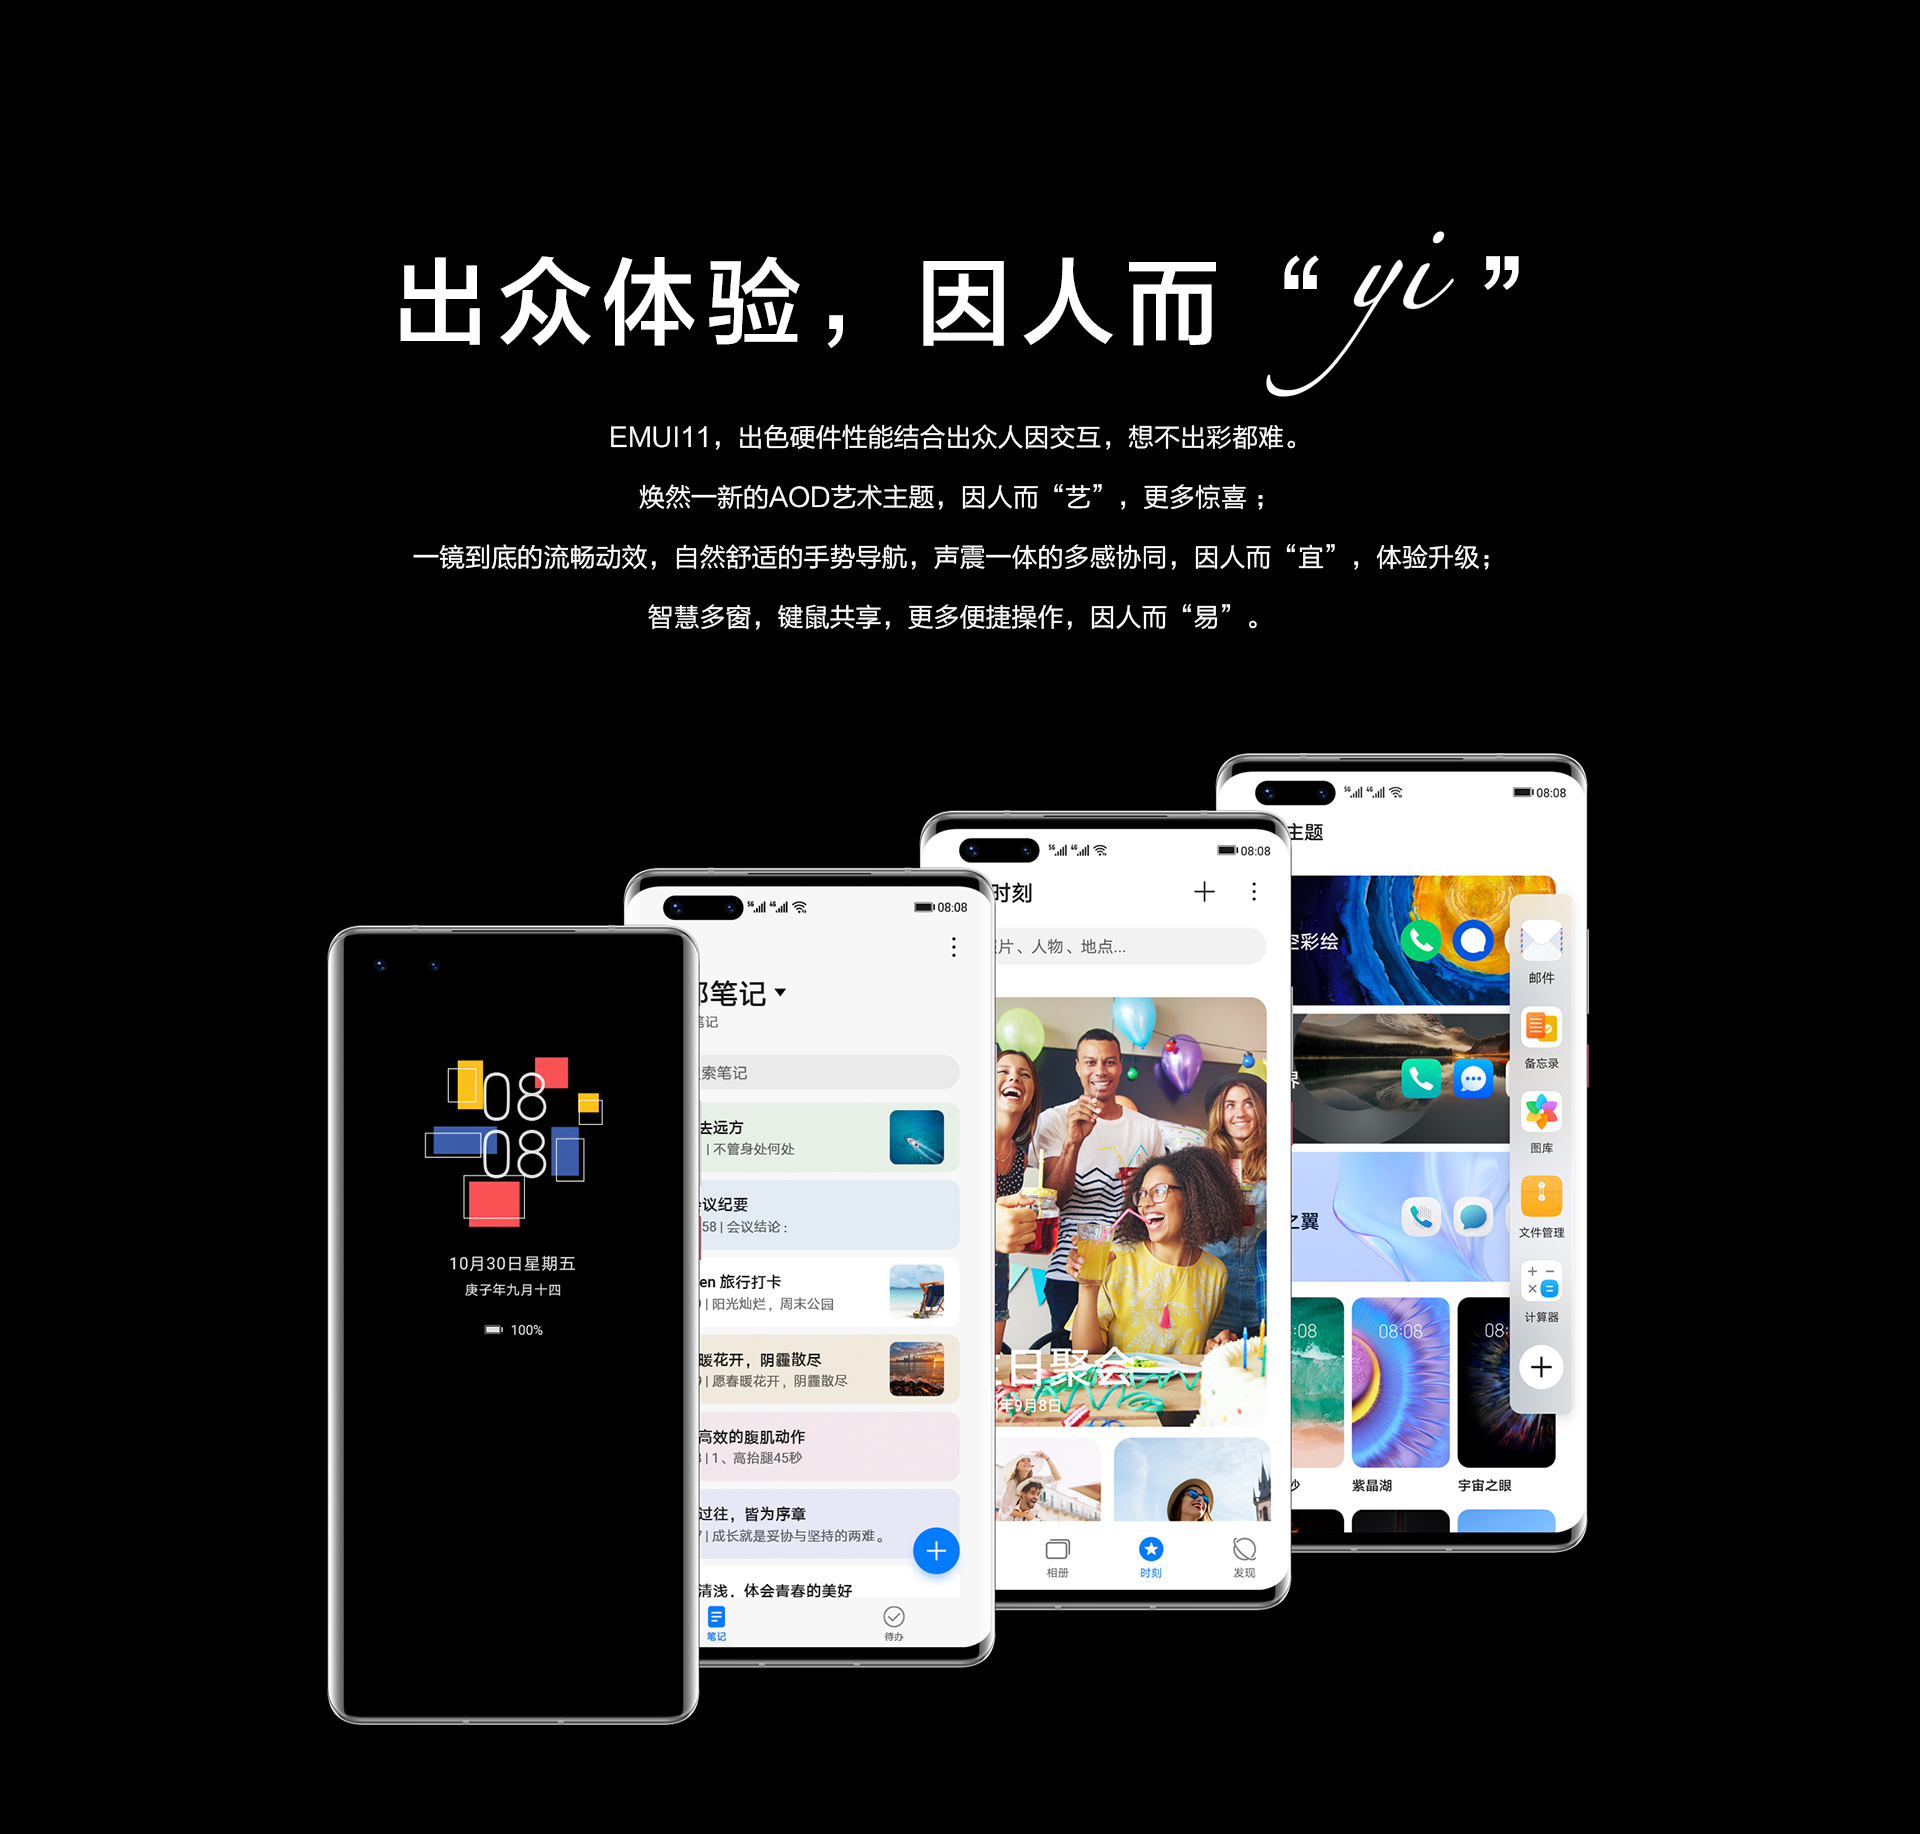 出众体验，因人而“yi”
EMUI11，出色硬件性能结合出众人因交互，想不出彩都难。
焕然一新的AOD艺术主题，因人而“艺”，更多惊喜；
一镜到底的流畅动效，自然舒适的手势导航，声震一体的多感协同，因人而“宜”，体验升级；
智慧多窗，键鼠共享，更多便捷操作，因人而“易”。
08
08
10月30日星期五
庚子年九月十四
100%
5G 4G 08:08
笔记
笔记
索笔记
去远方
| 不管身处何处
议纪要
58 | 会议结论：
en 旅行打卡
| 阳光灿烂，周末公园
暖花开，阴霾散尽
| 愿春暖花开，阴霾散尽
高效的腹肌动作
| 1、高抬腿45秒
过往，皆为序章
| 成长就是妥协与坚持的两难。
清浅，体会青春的美好
笔记
待办
5G 4G 08:08
时刻
片、人物、地点...
日聚会
年9月8日
相册
时刻
发现
5G 4G 08:08
主题
彩绘
界
之翼
:08
08:08
08:
紫晶湖
宇宙之眼
邮件
备忘录
图库
文件管理
计算器